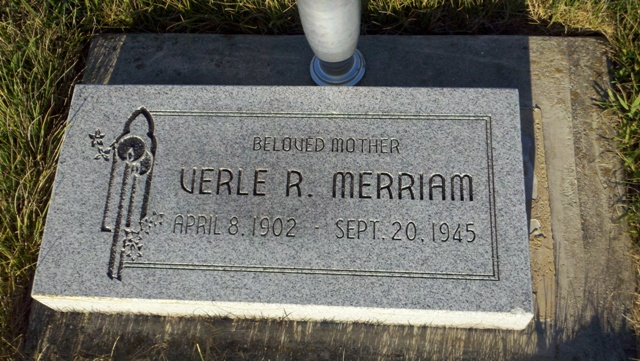 BELOVED MOTHER
VERLE R. MERRIAM
APRIL 8, 1902 - SEPT. 20, 1945